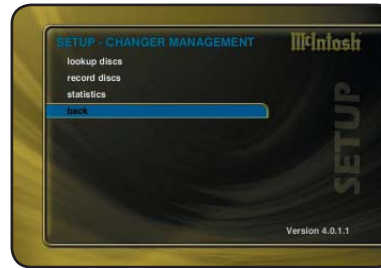 SETUP - CHANGER MANAGEMENT
McIntosh
lookup discs
record discs
statistics
back
SETUP
Version 4.0.1.1